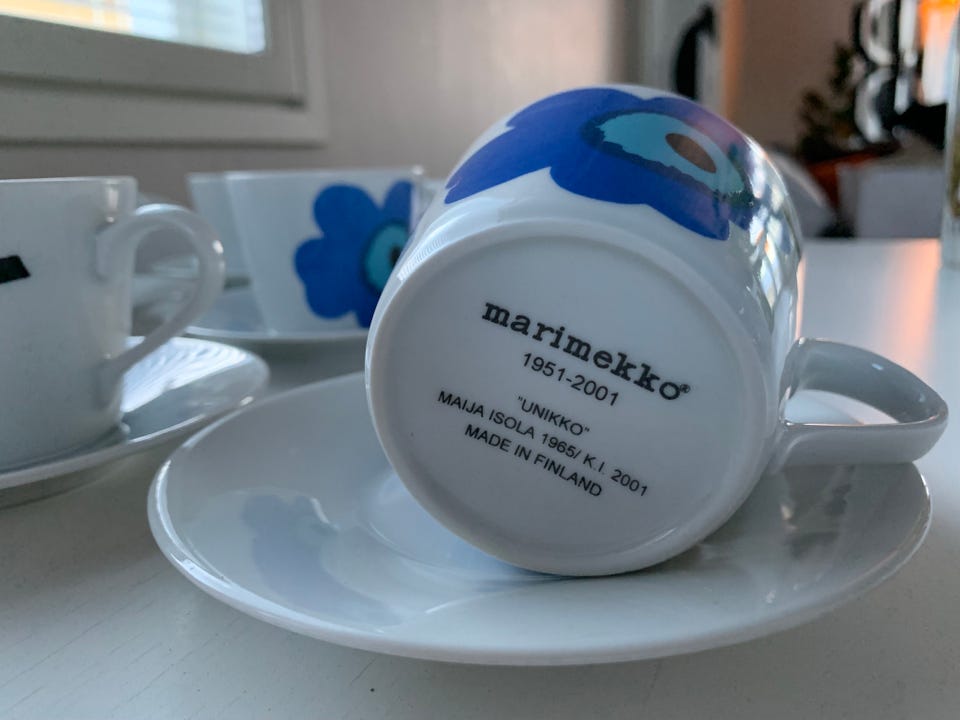 marimekko®
1951-2001
"UNIKKO"
MAIJA ISOLA 1965/ K.I. 2001
MADE IN FINLAND